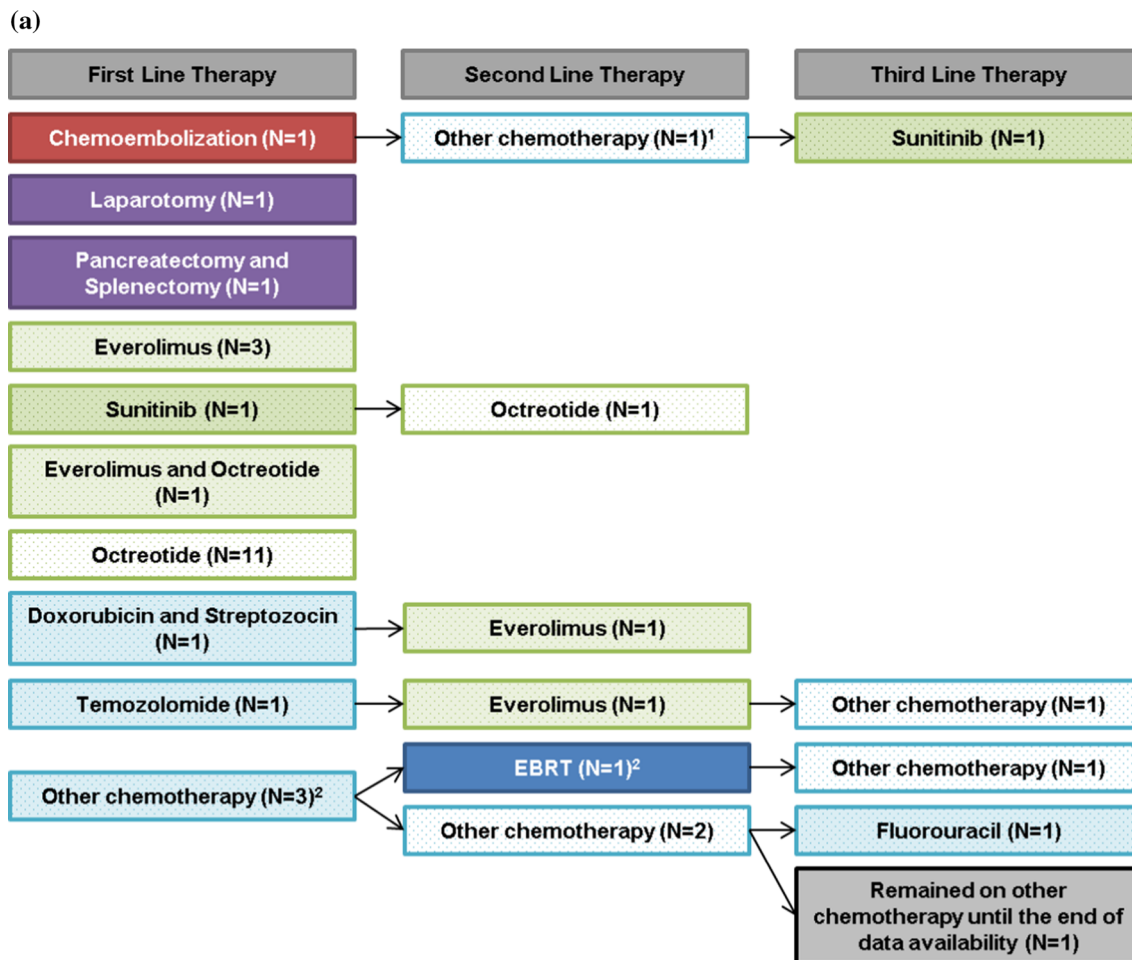 (a)
First Line Therapy
Second Line Therapy
Third Line Therapy
Chemoembolization (N=1)
Other chemotherapy (N=1)¹
Sunitinib (N=1)
Laparotomy (N=1)
Pancreatectomy and
Splenectomy (N=1)
Everolimus (N=3)
Sunitinib (N=1)
Octreotide (N=1)
Everolimus and Octreotide
(N=1)
Octreotide (N=11)
Doxorubicin and Streptozocin
(N=1)
Everolimus (N=1)
Temozolomide (N=1)
Everolimus (N=1)
Other chemotherapy (N=1)
Other chemotherapy (N=3)²
EBRT (N=1)²
Other chemotherapy (N=1)
Other chemotherapy (N=2)
Fluorouracil (N=1)
Remained on other
chemotherapy until the end of
data availability (N=1)